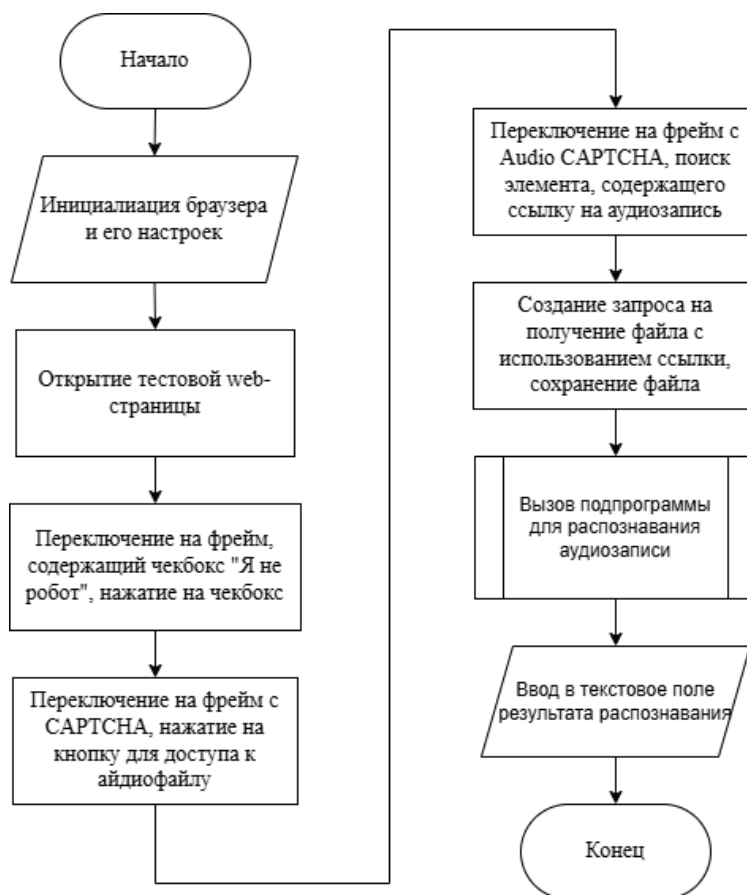 Начало
Инициалиация браузера
и его настроек
Открытие тестовой web-
страницы
Переключение на фрейм,
содержащий чекбокс "Я не
робот", нажатие на чекбокс
Переключение на фрейм с
CAPTCHA, нажатие на
кнопку для доступа к
айдиофайлу
Переключение на фрейм с
Audio CAPTCHA, поиск
элемента, содержащего
ссылку на аудиозапись
Создание запроса на
получение файла с
использованием ссылки,
сохранение файла
Вызов подпрограммы
для распознавания
аудиозаписи
Ввод в текстовое поле
результата распознавания
Конец